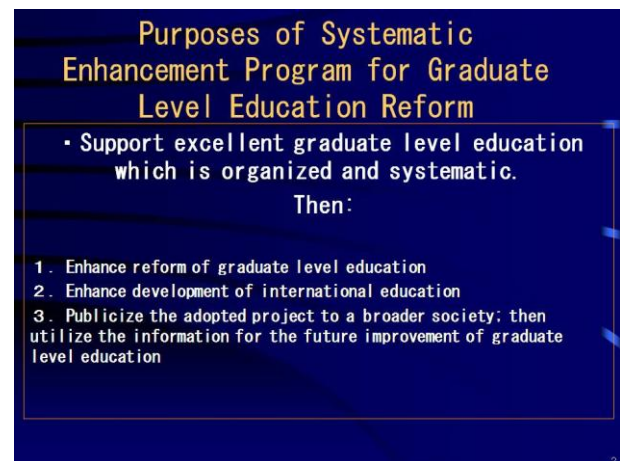 Purposes of Systematic
Enhancement Program for Graduate
Level Education Reform
・Support excellent graduate level education
which is organized and systematic.
Then:
１．Enhance reform of graduate level education
２．Enhance development of international education
３．Publicize the adopted project to a broader society; then
utilize the information for the future improvement of graduate
level education
2